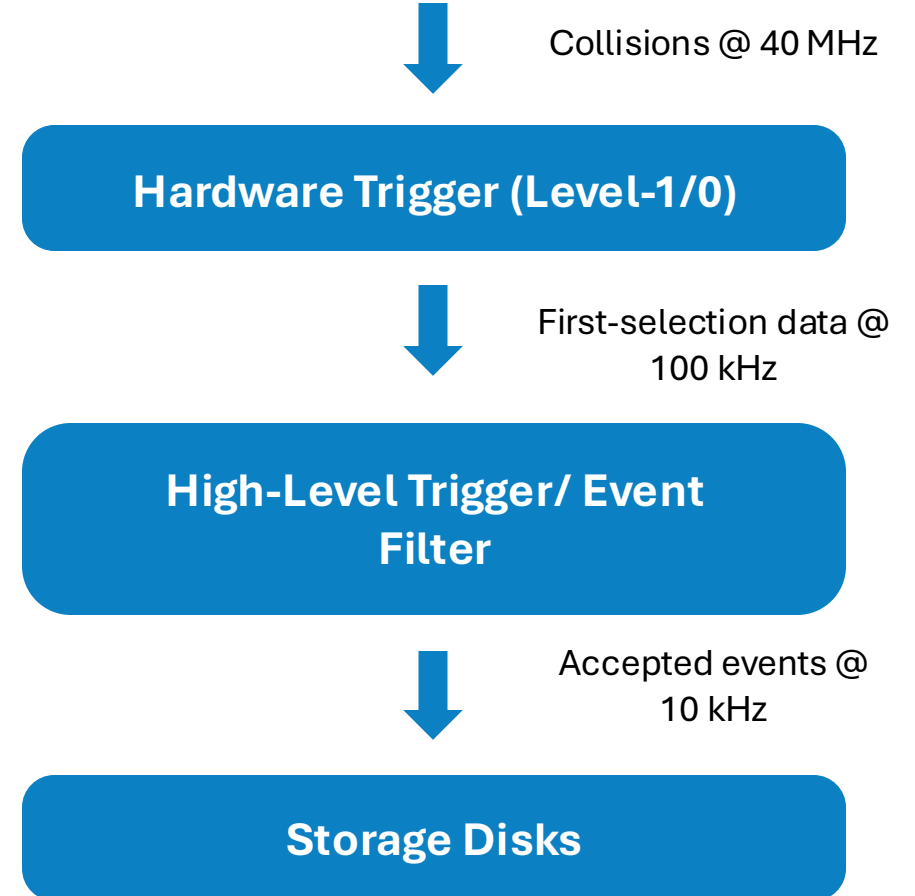 Collisions @ 40 MHz
Hardware Trigger (Level-1/0)
First-selection data @
100 kHz
High-Level Trigger/ Event
Filter
Accepted events @
10 kHz
Storage Disks